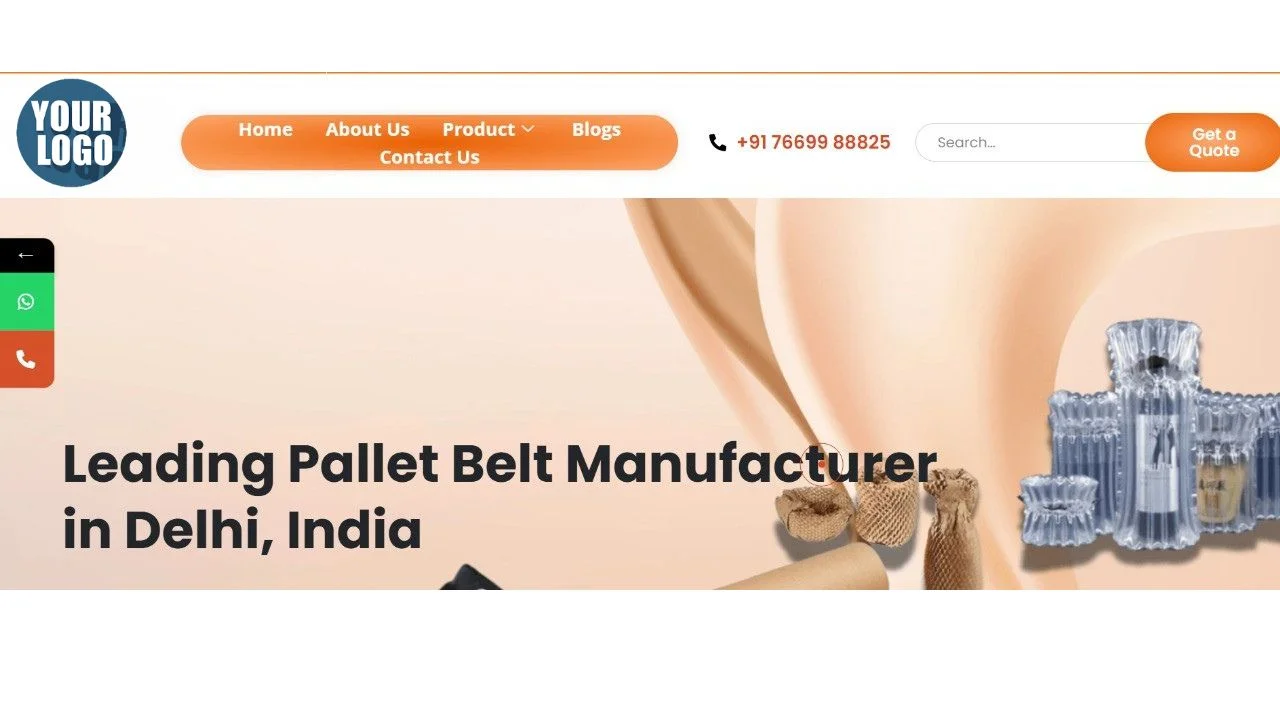 YOUR
LOGO
Home About Us Product Blogs
Contact Us
+91 76699 88825
Search...
Get a
Quote
Leading Pallet Belt Manufacturer
in Delhi, India